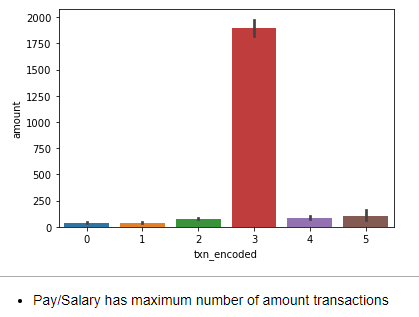 2000
1750
1500
1250
1000
750
500
250
0
amount
0 1 2 3 4 5
txn_encoded
Pay/Salary has maximum number of amount transactions